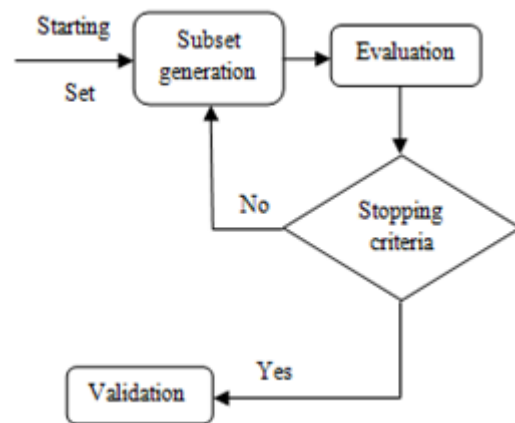 Starting
Set
Subset
generation
Evaluation
Stopping
criteria
No
Yes
Validation